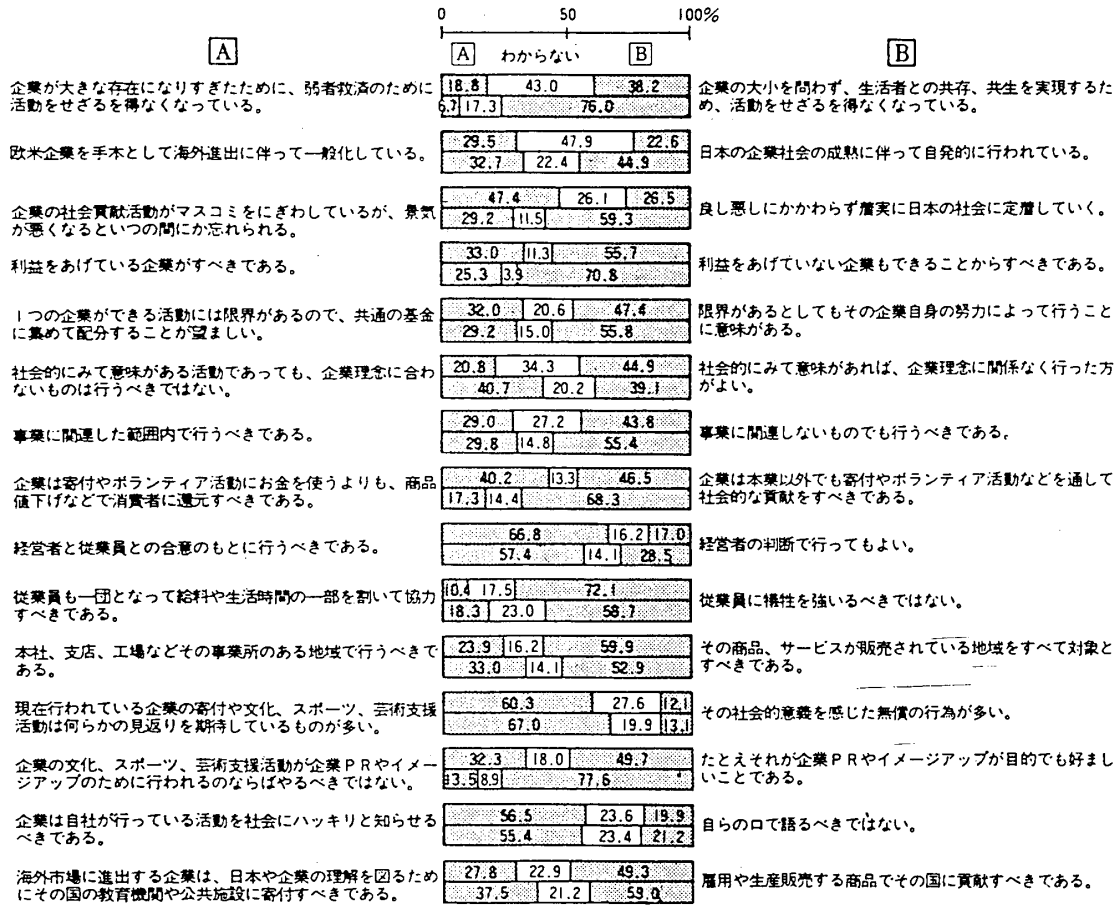 0 50 100%
A A わからない B B
企業が大きな存在になりすぎたために、弱者救済のために
活動をせざるを得なくなっている。
18.8 43.0 38.2
6.7 17.3 76.0
企業の大小を問わず、生活者との共存、共生を実現するた
め、活動をせざるを得なくなっている。
欧米企業を手本として海外進出に伴って一般化している。
29.5 47.9 22.6
32.7 22.4 44.9
日本の企業社会の成熟に伴って自発的に行われている。
企業の社会貢献活動がマスコミをにぎわしているが、景気
が悪くなるといつの間にか忘れられる。
47.4 26.1 26.5
29.2 11.5 59.3
良し悪しにかかわらず着実に日本の社会に定着していく。
利益をあげている企業がすべきである。
33.0 11.3 55.7
25.3 3.9 70.8
利益をあげていない企業もできることからすべきである。
1つの企業ができる活動には限界があるので、共通の基金
に集めて配分することが望ましい。
32.0 20.6 47.4
29.2 15.0 55.8
限界があるとしてもその企業自身の努力によって行うこと
に意味がある。
社会的にみて意味がある活動であっても、企業理念に合わ
ないものは行うべきではない。
20.8 34.3 44.9
40.7 20.2 39.1
社会的にみて意味があれば、企業理念に関係なく行った方
がよい。
事業に関連した範囲内で行うべきである。
29.0 27.2 43.8
29.8 14.8 55.4
事業に関連しないものでも行うべきである。
企業は寄付やボランティア活動にお金を使うよりも、商品
値下げなどで消費者に還元すべきである。
40.2 13.3 46.5
17.3 14.4 68.3
企業は本業以外でも寄付やボランティア活動などを通して
社会的な貢献をすべきである。
経営者と従業員との合意のもとに行うべきである。
66.8 16.2 17.0
57.4 14.1 28.5
経営者の判断で行ってもよい。
従業員も一団となって給料や生活時間の一部を割いて協力
すべきである。
10.4 17.5 72.1
18.3 23.0 58.7
従業員に犠牲を強いるべきではない。
本社、支店、工場などその事業所のある地域で行うべきで
ある。
23.9 16.2 59.9
33.0 14.1 52.9
その商品、サービスが販売されている地域をすべて対象と
すべきである。
現在行われている企業の寄付や文化、スポーツ、芸術支援
活動は何らかの見返りを期待しているものが多い。
60.3 27.6 12.1
67.0 19.9 13.1
その社会的意義を感じた無償の行為が多い。
企業の文化、スポーツ、芸術支援活動が企業PRやイメー
ジアップのために行われるのならばやるべきではない。
32.3 18.0 49.7
13.5 8.9 77.6
たとえそれが企業PRやイメージアップが目的でも好まし
いことである。
企業は自社が行っている活動を社会にハッキリと知らせる
べきである。
56.5 23.6 19.9
55.4 23.4 21.2
自らの口で語るべきではない。
海外市場に進出する企業は、日本や企業の理解を図るため
にその国の教育機関や公共施設に寄付すべきである。
27.8 22.9 49.3
37.5 21.2 53.0
雇用や生産販売する商品でその国に貢献すべきである。